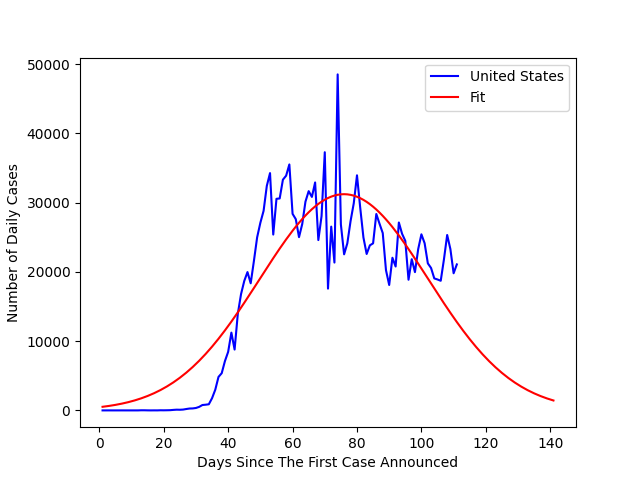 50000
40000
30000
20000
10000
0
Number of Daily Cases
United States
Fit
0 20 40 60 80 100 120 140
Days Since The First Case Announced